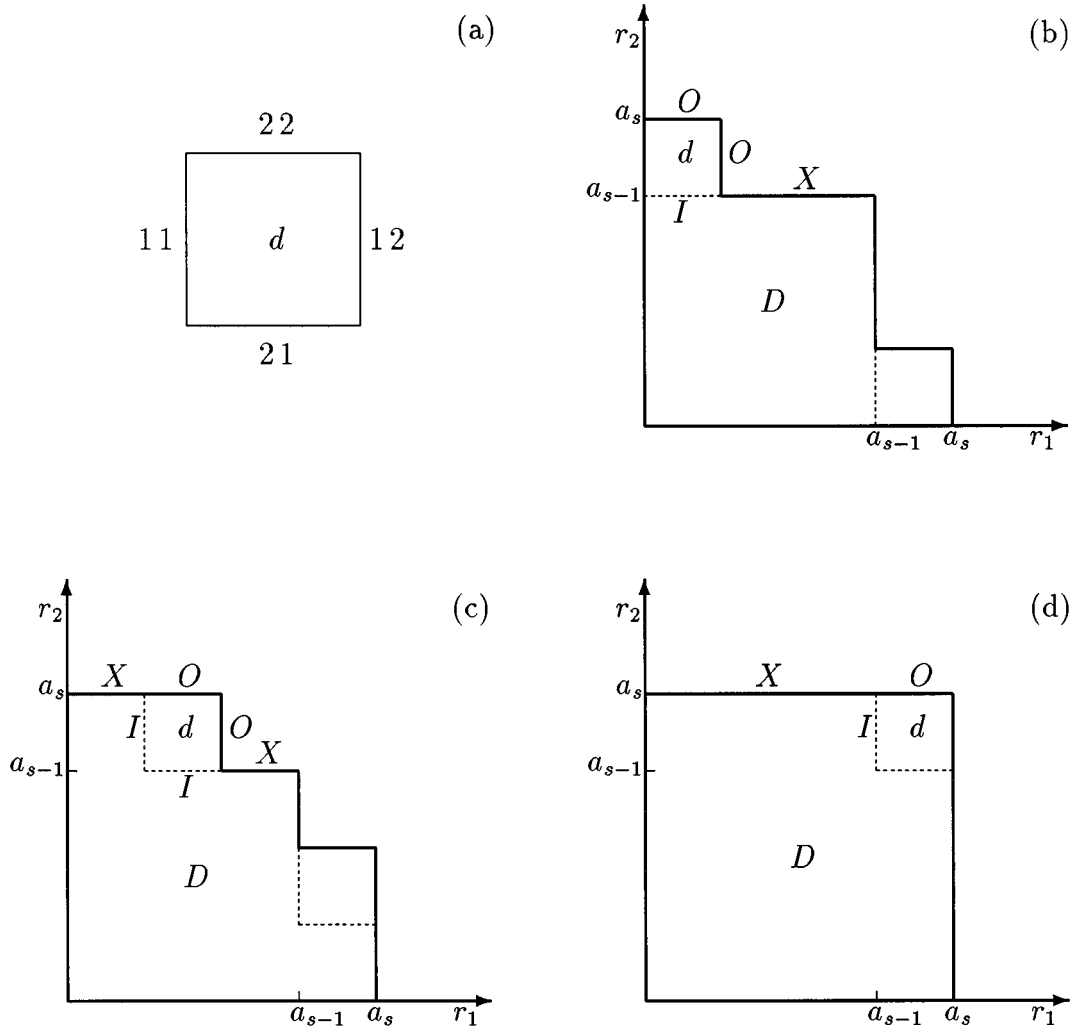 (a)
22
11 d 12
21
(b)
r₂
aₛ O
d O
aₛ₋₁ X
I
D
aₛ₋₁ aₛ r₁
(c)
r₂
aₛ X O
I d O
aₛ₋₁ X
I
D
aₛ₋₁ aₛ r₁
(d)
r₂
aₛ X O
I d
aₛ₋₁
D
aₛ₋₁ aₛ r₁